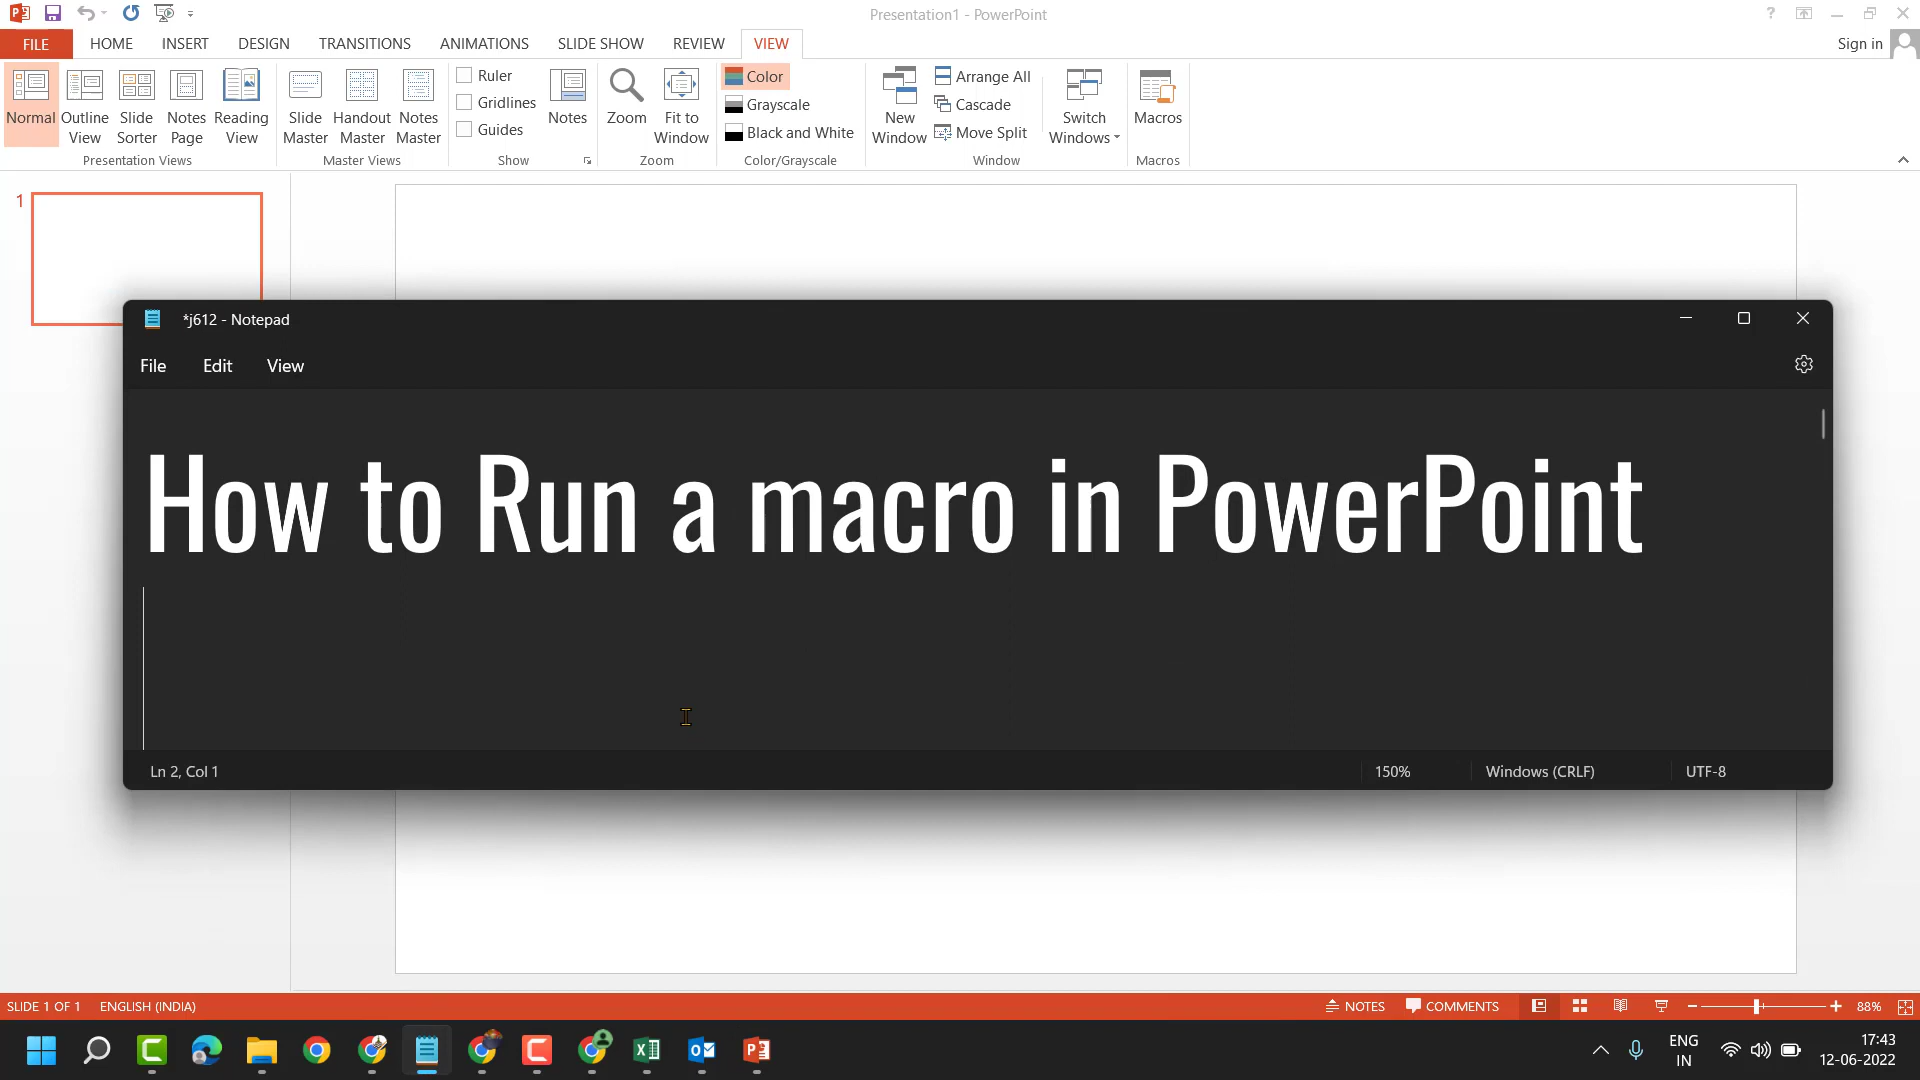 Presentation1 - PowerPoint
FILE HOME INSERT DESIGN TRANSITIONS ANIMATIONS SLIDE SHOW REVIEW VIEW Sign in
Normal Outline View Slide Sorter Notes Page Reading View
Presentation Views
Slide Master Handout Master Notes Master
Master Views
Ruler
Gridlines
Guides
Notes
Show
Zoom Fit to Window
Zoom
Color
Grayscale
Black and White
Color/Grayscale
New Window
Arrange All
Cascade
Move Split
Switch Windows
Window
Macros
Macros
1
*j612 - Notepad
File Edit View
How to Run a macro in PowerPoint
Ln 2, Col 1 150% Windows (CRLF) UTF-8
SLIDE 1 OF 1 ENGLISH (INDIA) NOTES COMMENTS 88%
ENG
IN
17:43
12-06-2022